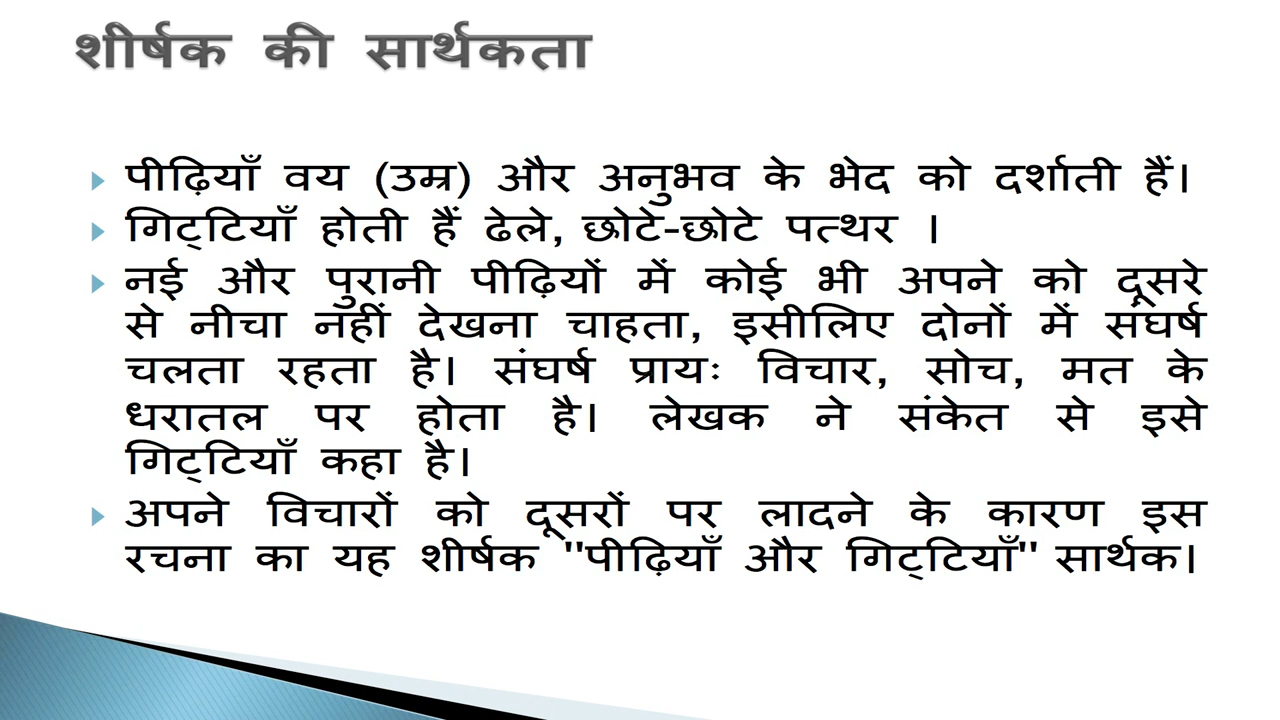 शीर्षक की सार्थकता
पीढ़ियाँ वय (उम्र) और अनुभव के भेद को दर्शाती हैं।
गिट्टियाँ होती हैं ढेले, छोटे-छोटे पत्थर ।
नई और पुरानी पीढ़ियों में कोई भी अपने को दूसरे
से नीचा नहीं देखना चाहता, इसीलिए दोनों में संघर्ष
चलता रहता है। संघर्ष प्रायः विचार, सोच, मत के
धरातल पर होता है। लेखक ने संकेत से इसे
गिट्टियाँ कहा है।
अपने विचारों को दूसरों पर लादने के कारण इस
रचना का यह शीर्षक "पीढ़ियाँ और गिट्टियाँ" सार्थक।